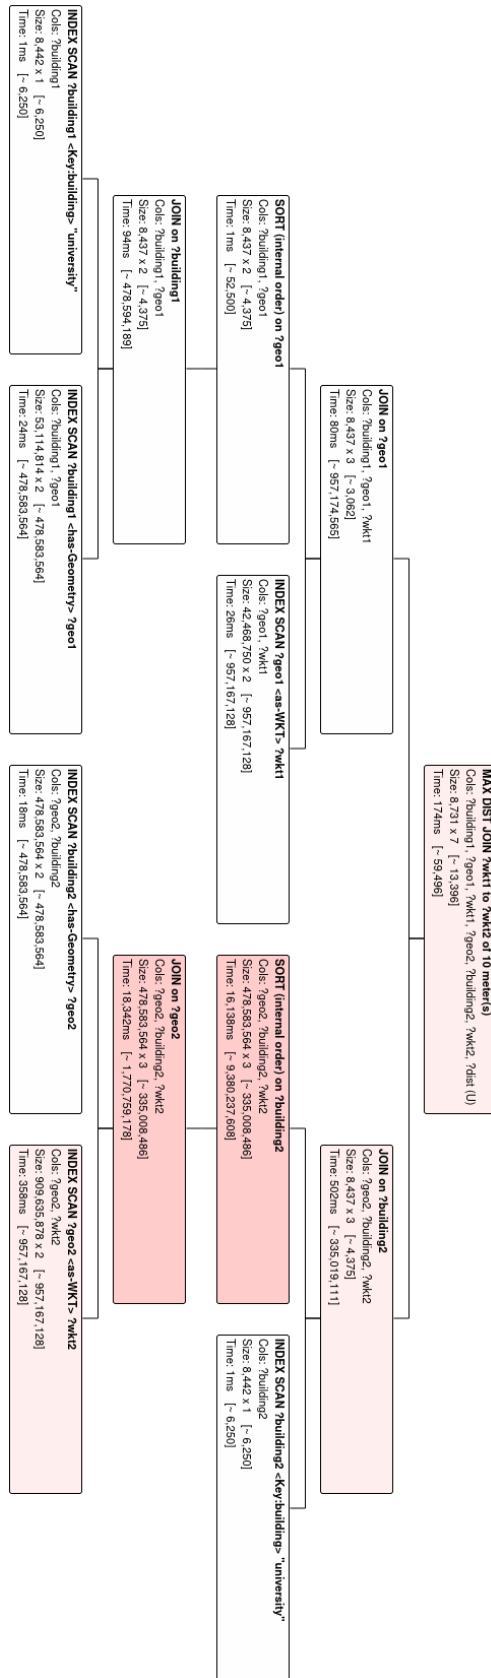 MAX DIST JOIN ?wkt1 to ?wkt2 of 10 meter(s)
Cols: ?building1, ?geo1, ?wkt1, ?geo2, ?building2, ?wkt2, ?dist (U)
Size: 8,731 x 7 [~ 13,396]
Time: 174ms [~ 59,496]
JOIN on ?geo1
Cols: ?building1, ?geo1, ?wkt1
Size: 8,437 x 3 [~ 3,062]
Time: 80ms [~ 957,174,565]
JOIN on ?building2
Cols: ?geo2, ?building2, ?wkt2
Size: 8,437 x 3 [~ 4,375]
Time: 502ms [~ 335,019,111]
SORT (internal order) on ?geo1
Cols: ?building1, ?geo1
Size: 8,437 x 2 [~ 4,375]
Time: 1ms [~ 52,500]
INDEX SCAN ?geo1 <as-WKT> ?wkt1
Cols: ?geo1, ?wkt1
Size: 42,468,750 x 2 [~ 957,167,128]
Time: 26ms [~ 957,167,128]
SORT (internal order) on ?building2
Cols: ?geo2, ?building2, ?wkt2
Size: 478,583,564 x 3 [~ 335,008,486]
Time: 16,138ms [~ 9,380,237,608]
INDEX SCAN ?building2 <Key:building> "university"
Cols: ?building2
Size: 8,442 x 1 [~ 6,250]
Time: 1ms [~ 6,250]
JOIN on ?building1
Cols: ?building1, ?geo1
Size: 8,437 x 2 [~ 4,375]
Time: 94ms [~ 478,594,189]
JOIN on ?geo2
Cols: ?geo2, ?building2, ?wkt2
Size: 478,583,564 x 3 [~ 335,008,486]
Time: 18,342ms [~ 1,770,759,178]
INDEX SCAN ?building1 <Key:building> "university"
Cols: ?building1
Size: 8,442 x 1 [~ 6,250]
Time: 1ms [~ 6,250]
INDEX SCAN ?building1 <has-Geometry> ?geo1
Cols: ?building1, ?geo1
Size: 53,114,814 x 2 [~ 478,583,564]
Time: 24ms [~ 478,583,564]
INDEX SCAN ?building2 <has-Geometry> ?geo2
Cols: ?geo2, ?building2
Size: 478,583,564 x 2 [~ 478,583,564]
Time: 18ms [~ 478,583,564]
INDEX SCAN ?geo2 <as-WKT> ?wkt2
Cols: ?geo2, ?wkt2
Size: 909,635,878 x 2 [~ 957,167,128]
Time: 358ms [~ 957,167,128]